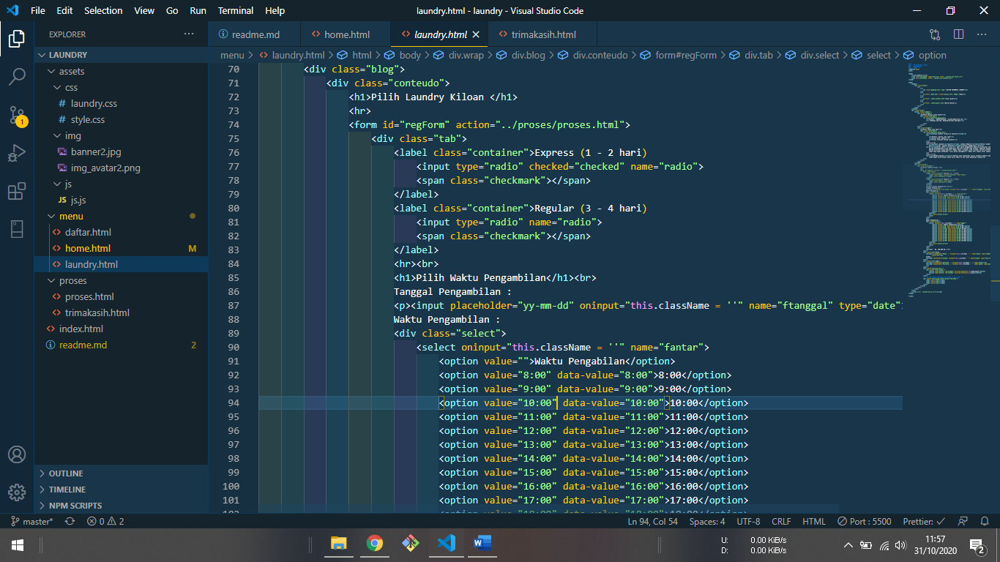 File Edit Selection View Go Run Terminal Help laundry.html - laundry - Visual Studio Code
EXPLORER ···
readme.md home.html laundry.html trimakasih.html
menu > laundry.html > html > body > div.wrap > div.blog > div.conteudo > form#regForm > div.tab > div.select > select > option
LAUNDRY
assets
css
# laundry.css
# style.css
img
banner2.jpg
img_avatar2.png
js
JS js.js
menu
daftar.html
home.html M
laundry.html
proses
proses.html
trimakasih.html
index.html
readme.md 2
OUTLINE
TIMELINE
NPM SCRIPTS
1
70 <div class="blog">
71 <div class="conteudo">
72 <h1>Pilih Laundry Kiloan </h1>
73 <hr>
74 <form id="regForm" action="../proses/proses.html">
75 <div class="tab">
76 <label class="container">Express (1 - 2 hari)
77 <input type="radio" checked="checked" name="radio">
78 <span class="checkmark"></span>
79 </label>
80 <label class="container">Regular (3 - 4 hari)
81 <input type="radio" name="radio">
82 <span class="checkmark"></span>
83 </label>
84 <hr><br>
85 <h1>Pilih Waktu Pengambilan</h1><br>
86 Tanggal Pengambilan :
87 <p><input placeholder="yy-mm-dd" oninput="this.className = ''" name="ftanggal" type="date"
88 Waktu Pengambilan :
89 <div class="select">
90 <select oninput="this.className = ''" name="fantar">
91 <option value="">Waktu Pengabilan</option>
92 <option value="8:00" data-value="8:00">8:00</option>
93 <option value="9:00" data-value="9:00">9:00</option>
94 <option value="10:00" data-value="10:00">10:00</option>
95 <option value="11:00" data-value="11:00">11:00</option>
96 <option value="12:00" data-value="12:00">12:00</option>
97 <option value="13:00" data-value="13:00">13:00</option>
98 <option value="14:00" data-value="14:00">14:00</option>
99 <option value="15:00" data-value="15:00">15:00</option>
100 <option value="16:00" data-value="16:00">16:00</option>
101 <option value="17:00" data-value="17:00">17:00</option>
master* 0 2 Ln 94, Col 54 Spaces: 4 UTF-8 CRLF HTML Port : 5500 Prettier: ✓
U: 0.00 KiB/s
D: 0.00 KiB/s
11:57
31/10/2020
2